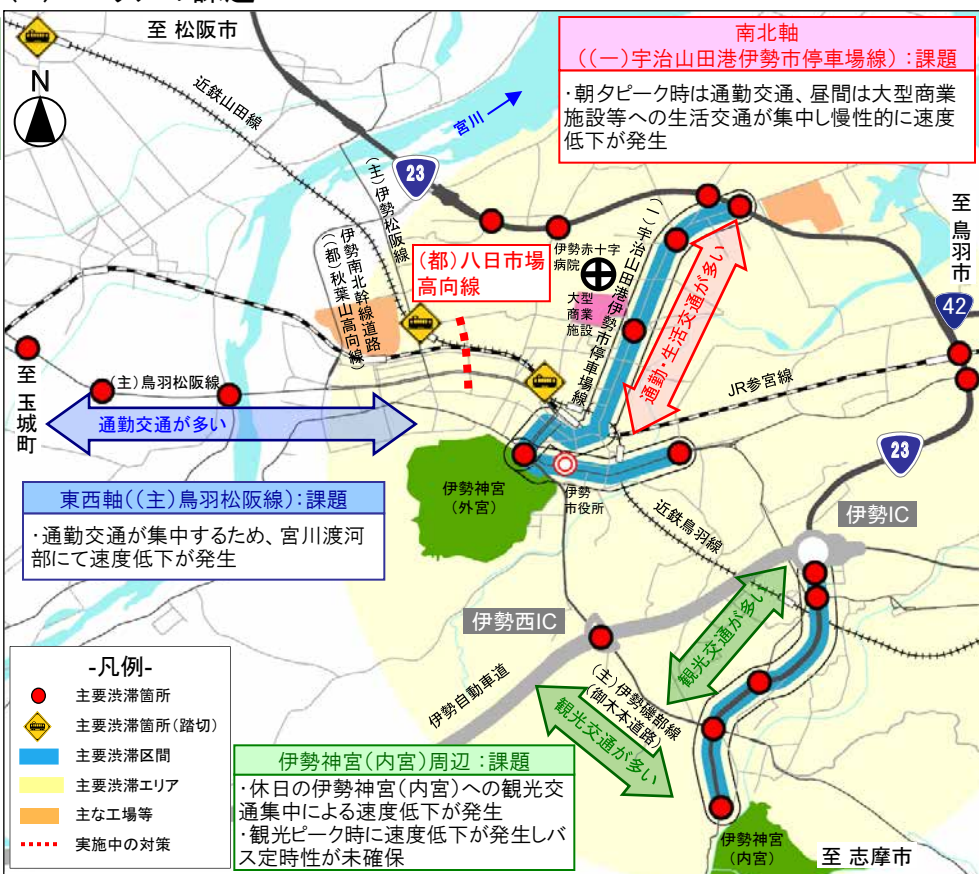 至 松阪市
N
近鉄山田線
宮川
23
(主)伊勢松阪線
伊勢南北幹線道路
((都)秋葉山高向線)
(都)八日市場
高向線
南北軸
((一)宇治山田港伊勢市停車場線):課題
・朝夕ピーク時は通勤交通、昼間は大型商業
施設等への生活交通が集中し慢性的に速度
低下が発生
伊勢赤十字
病院
大型
商業
施設
(一)宇治山田港伊勢市停車場線
通勤・生活交通が多い
至 鳥羽市
42
JR参宮線
至 玉城町
(主)鳥羽松阪線
通勤交通が多い
東西軸((主)鳥羽松阪線):課題
・通勤交通が集中するため、宮川渡河
部にて速度低下が発生
伊勢神宮
(外宮)
伊勢
市役所
近鉄鳥羽線
23
伊勢IC
伊勢西IC
伊勢自動車道
(主)伊勢磯部線
(御木本道路)
観光交通が多い
観光交通が多い
-凡例-
主要渋滞箇所
主要渋滞箇所(踏切)
主要渋滞区間
主要渋滞エリア
主な工場等
実施中の対策
伊勢神宮(内宮)周辺:課題
・休日の伊勢神宮(内宮)への観光交
通集中による速度低下が発生
・観光ピーク時に速度低下が発生しバ
ス定時性が未確保
伊勢神宮
(内宮)
至 志摩市